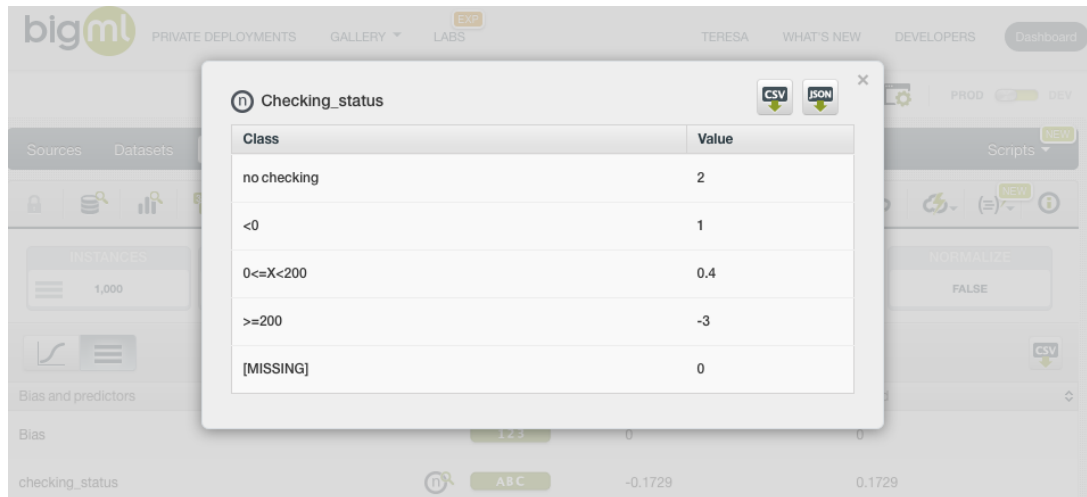 bigml PRIVATE DEPLOYMENTS GALLERY LABS EXP TERESA WHAT'S NEW DEVELOPERS Dashboard
n Checking_status CSV JSON ×
PROD DEV
Class Value
Sources Datasets Scripts NEW
no checking 2
NEW
<0 1
INSTANCES NORMALIZE
0<=X<200 0.4
1,000 FALSE
>=200 -3
CSV
[MISSING] 0
Bias and predictors
Bias 123 0 0
checking_status n ABC -0.1729 0.1729